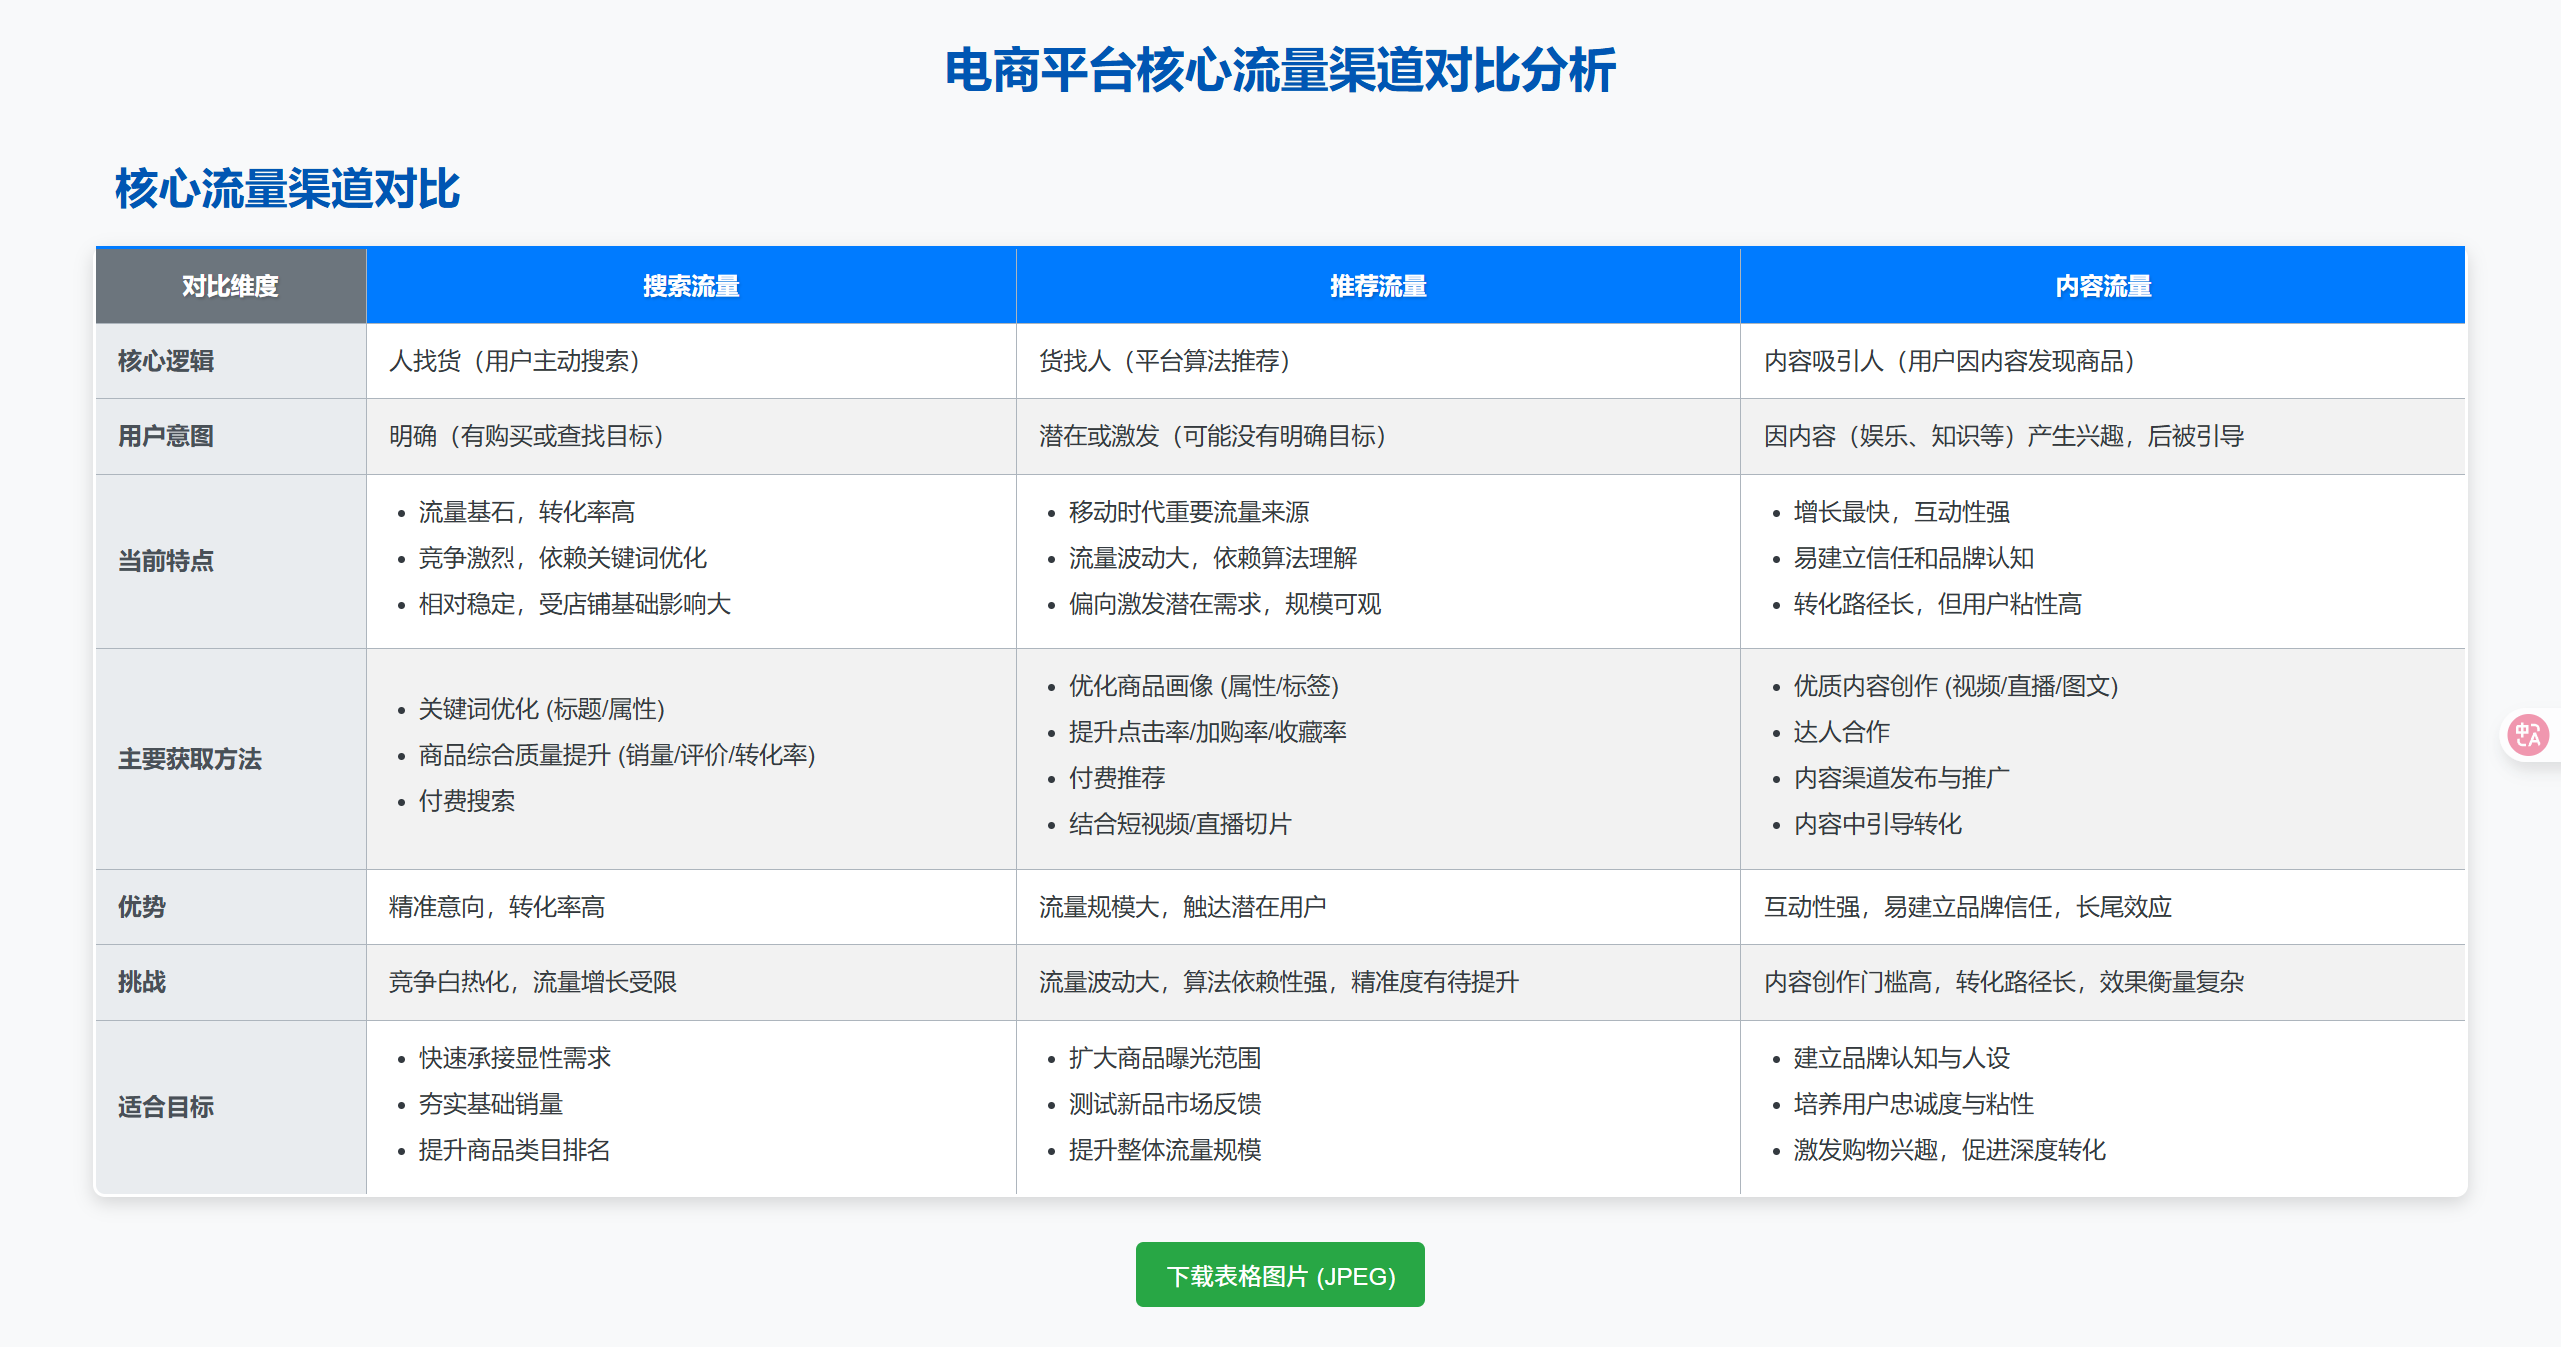 电商平台核心流量渠道对比分析
核心流量渠道对比
对比维度 搜索流量 推荐流量 内容流量
核心逻辑 人找货（用户主动搜索） 货找人（平台算法推荐） 内容吸引人（用户因内容发现商品）
用户意图 明确（有购买或查找目标） 潜在或激发（可能没有明确目标） 因内容（娱乐、知识等）产生兴趣，后被引导
当前特点
• 流量基石，转化率高
• 竞争激烈，依赖关键词优化
• 相对稳定，受店铺基础影响大
• 移动时代重要流量来源
• 流量波动大，依赖算法理解
• 偏向激发潜在需求，规模可观
• 增长最快，互动性强
• 易建立信任和品牌认知
• 转化路径长，但用户粘性高
主要获取方法
• 关键词优化 (标题/属性)
• 商品综合质量提升 (销量/评价/转化率)
• 付费搜索
• 优化商品画像 (属性/标签)
• 提升点击率/加购率/收藏率
• 付费推荐
• 结合短视频/直播切片
• 优质内容创作 (视频/直播/图文)
• 达人合作
• 内容渠道发布与推广
• 内容中引导转化
优势 精准意向，转化率高 流量规模大，触达潜在用户 互动性强，易建立品牌信任，长尾效应
挑战 竞争白热化，流量增长受限 流量波动大，算法依赖性强，精准度有待提升 内容创作门槛高，转化路径长，效果衡量复杂
适合目标
• 快速承接显性需求
• 夯实基础销量
• 提升商品类目排名
• 扩大商品曝光范围
• 测试新品市场反馈
• 提升整体流量规模
• 建立品牌认知与人设
• 培养用户忠诚度与粘性
• 激发购物兴趣，促进深度转化
下载表格图片 (JPEG)
中A